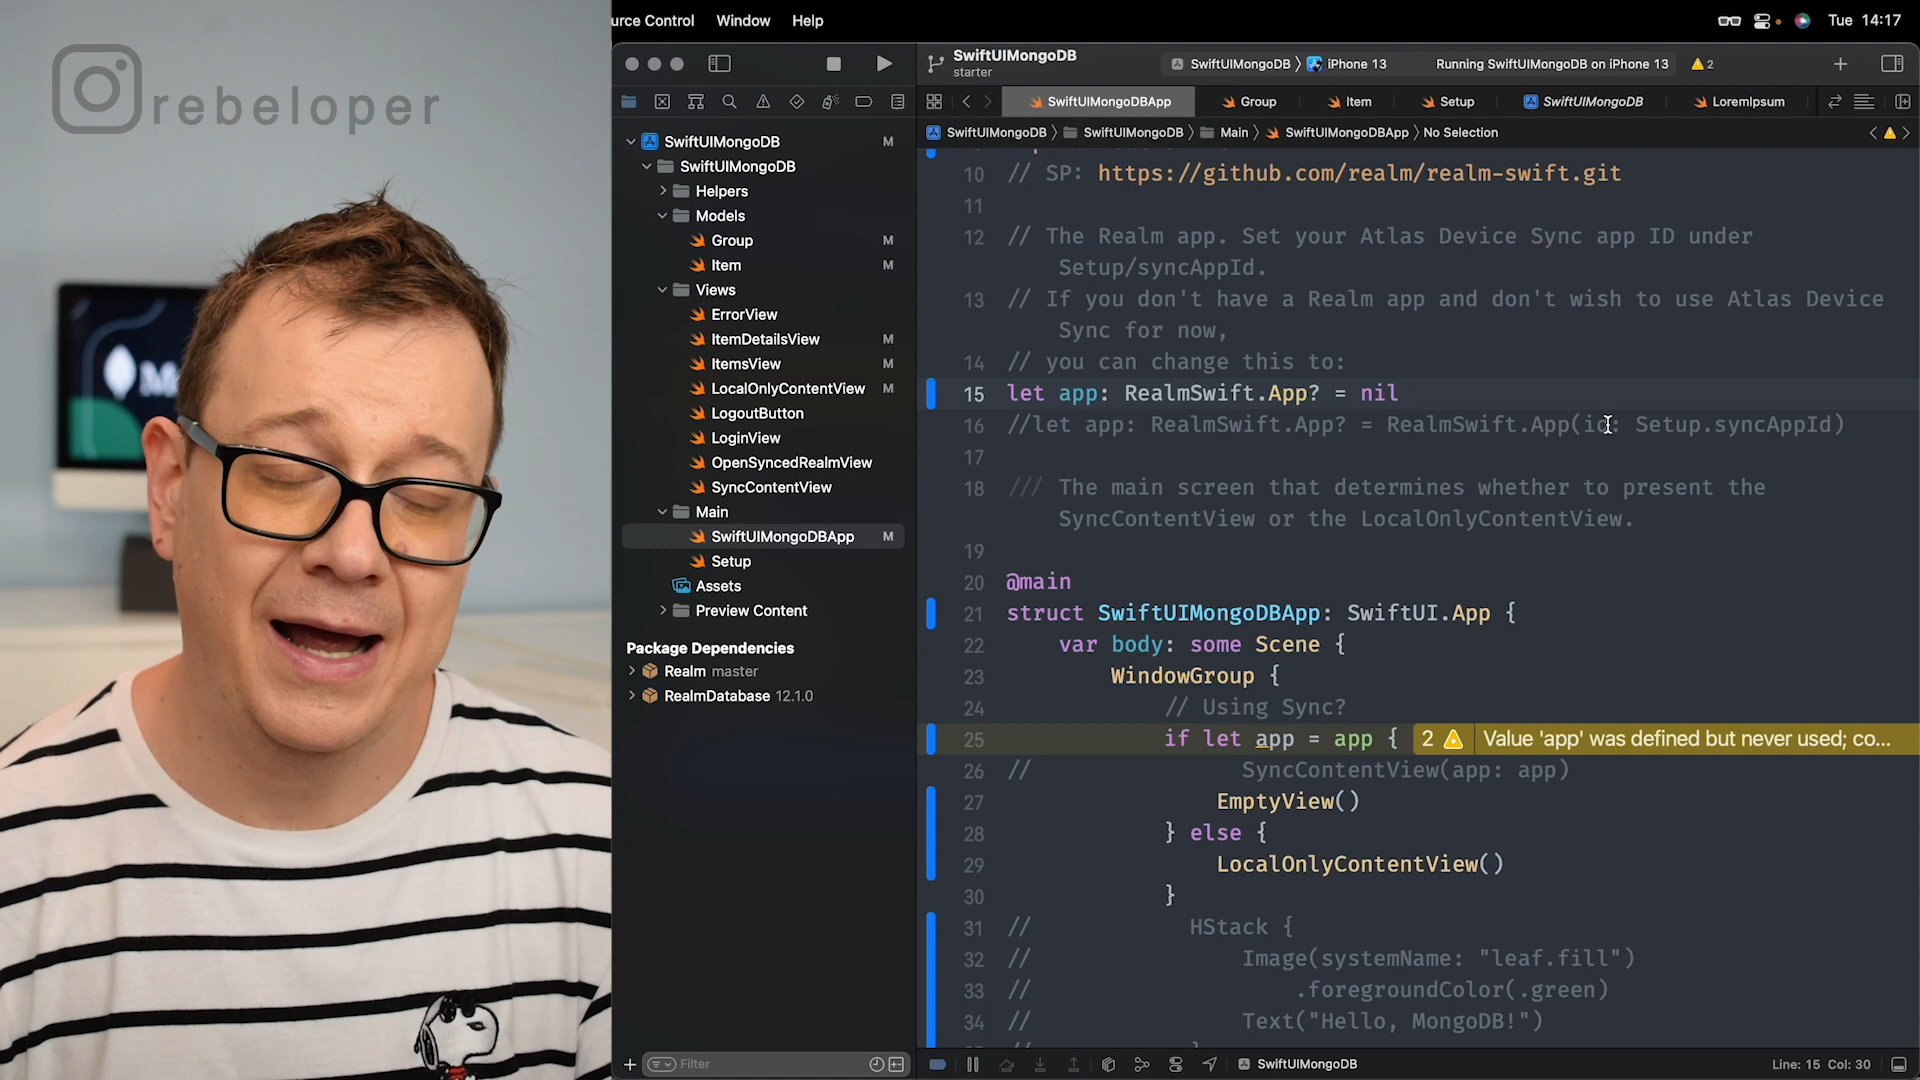 rebeloper
urce Control Window Help
Tue 14:17
SwiftUIMongoDB
starter
SwiftUIMongoDB iPhone 13
Running SwiftUIMongoDB on iPhone 13
2
SwiftUIMongoDBApp
Group
Item
Setup
SwiftUIMongoDB
LoremIpsum
SwiftUIMongoDB SwiftUIMongoDB Main SwiftUIMongoDBApp No Selection
SwiftUIMongoDB M
SwiftUIMongoDB
Helpers
Models
Group M
Item M
Views
ErrorView
ItemDetailsView M
ItemsView M
LocalOnlyContentView M
LogoutButton
LoginView
OpenSyncedRealmView
SyncContentView
Main
SwiftUIMongoDBApp M
Setup
Assets
Preview Content
Package Dependencies
Realm master
RealmDatabase 12.1.0
Filter
10 // SP: https://github.com/realm/realm-swift.git
11
12 // The Realm app. Set your Atlas Device Sync app ID under
Setup/syncAppId.
13 // If you don't have a Realm app and don't wish to use Atlas Device
Sync for now,
14 // you can change this to:
15 let app: RealmSwift.App? = nil
16 //let app: RealmSwift.App? = RealmSwift.App(id: Setup.syncAppId)
17
18 /// The main screen that determines whether to present the
SyncContentView or the LocalOnlyContentView.
19
20 @main
21 struct SwiftUIMongoDBApp: SwiftUI.App {
22 var body: some Scene {
23 WindowGroup {
24 // Using Sync?
25 if let app = app { 2 Value 'app' was defined but never used; co...
26 // SyncContentView(app: app)
27 EmptyView()
28 } else {
29 LocalOnlyContentView()
30 }
31 // HStack {
32 // Image(systemName: "leaf.fill")
33 // .foregroundColor(.green)
34 // Text("Hello, MongoDB!")
SwiftUIMongoDB
Line: 15 Col: 30